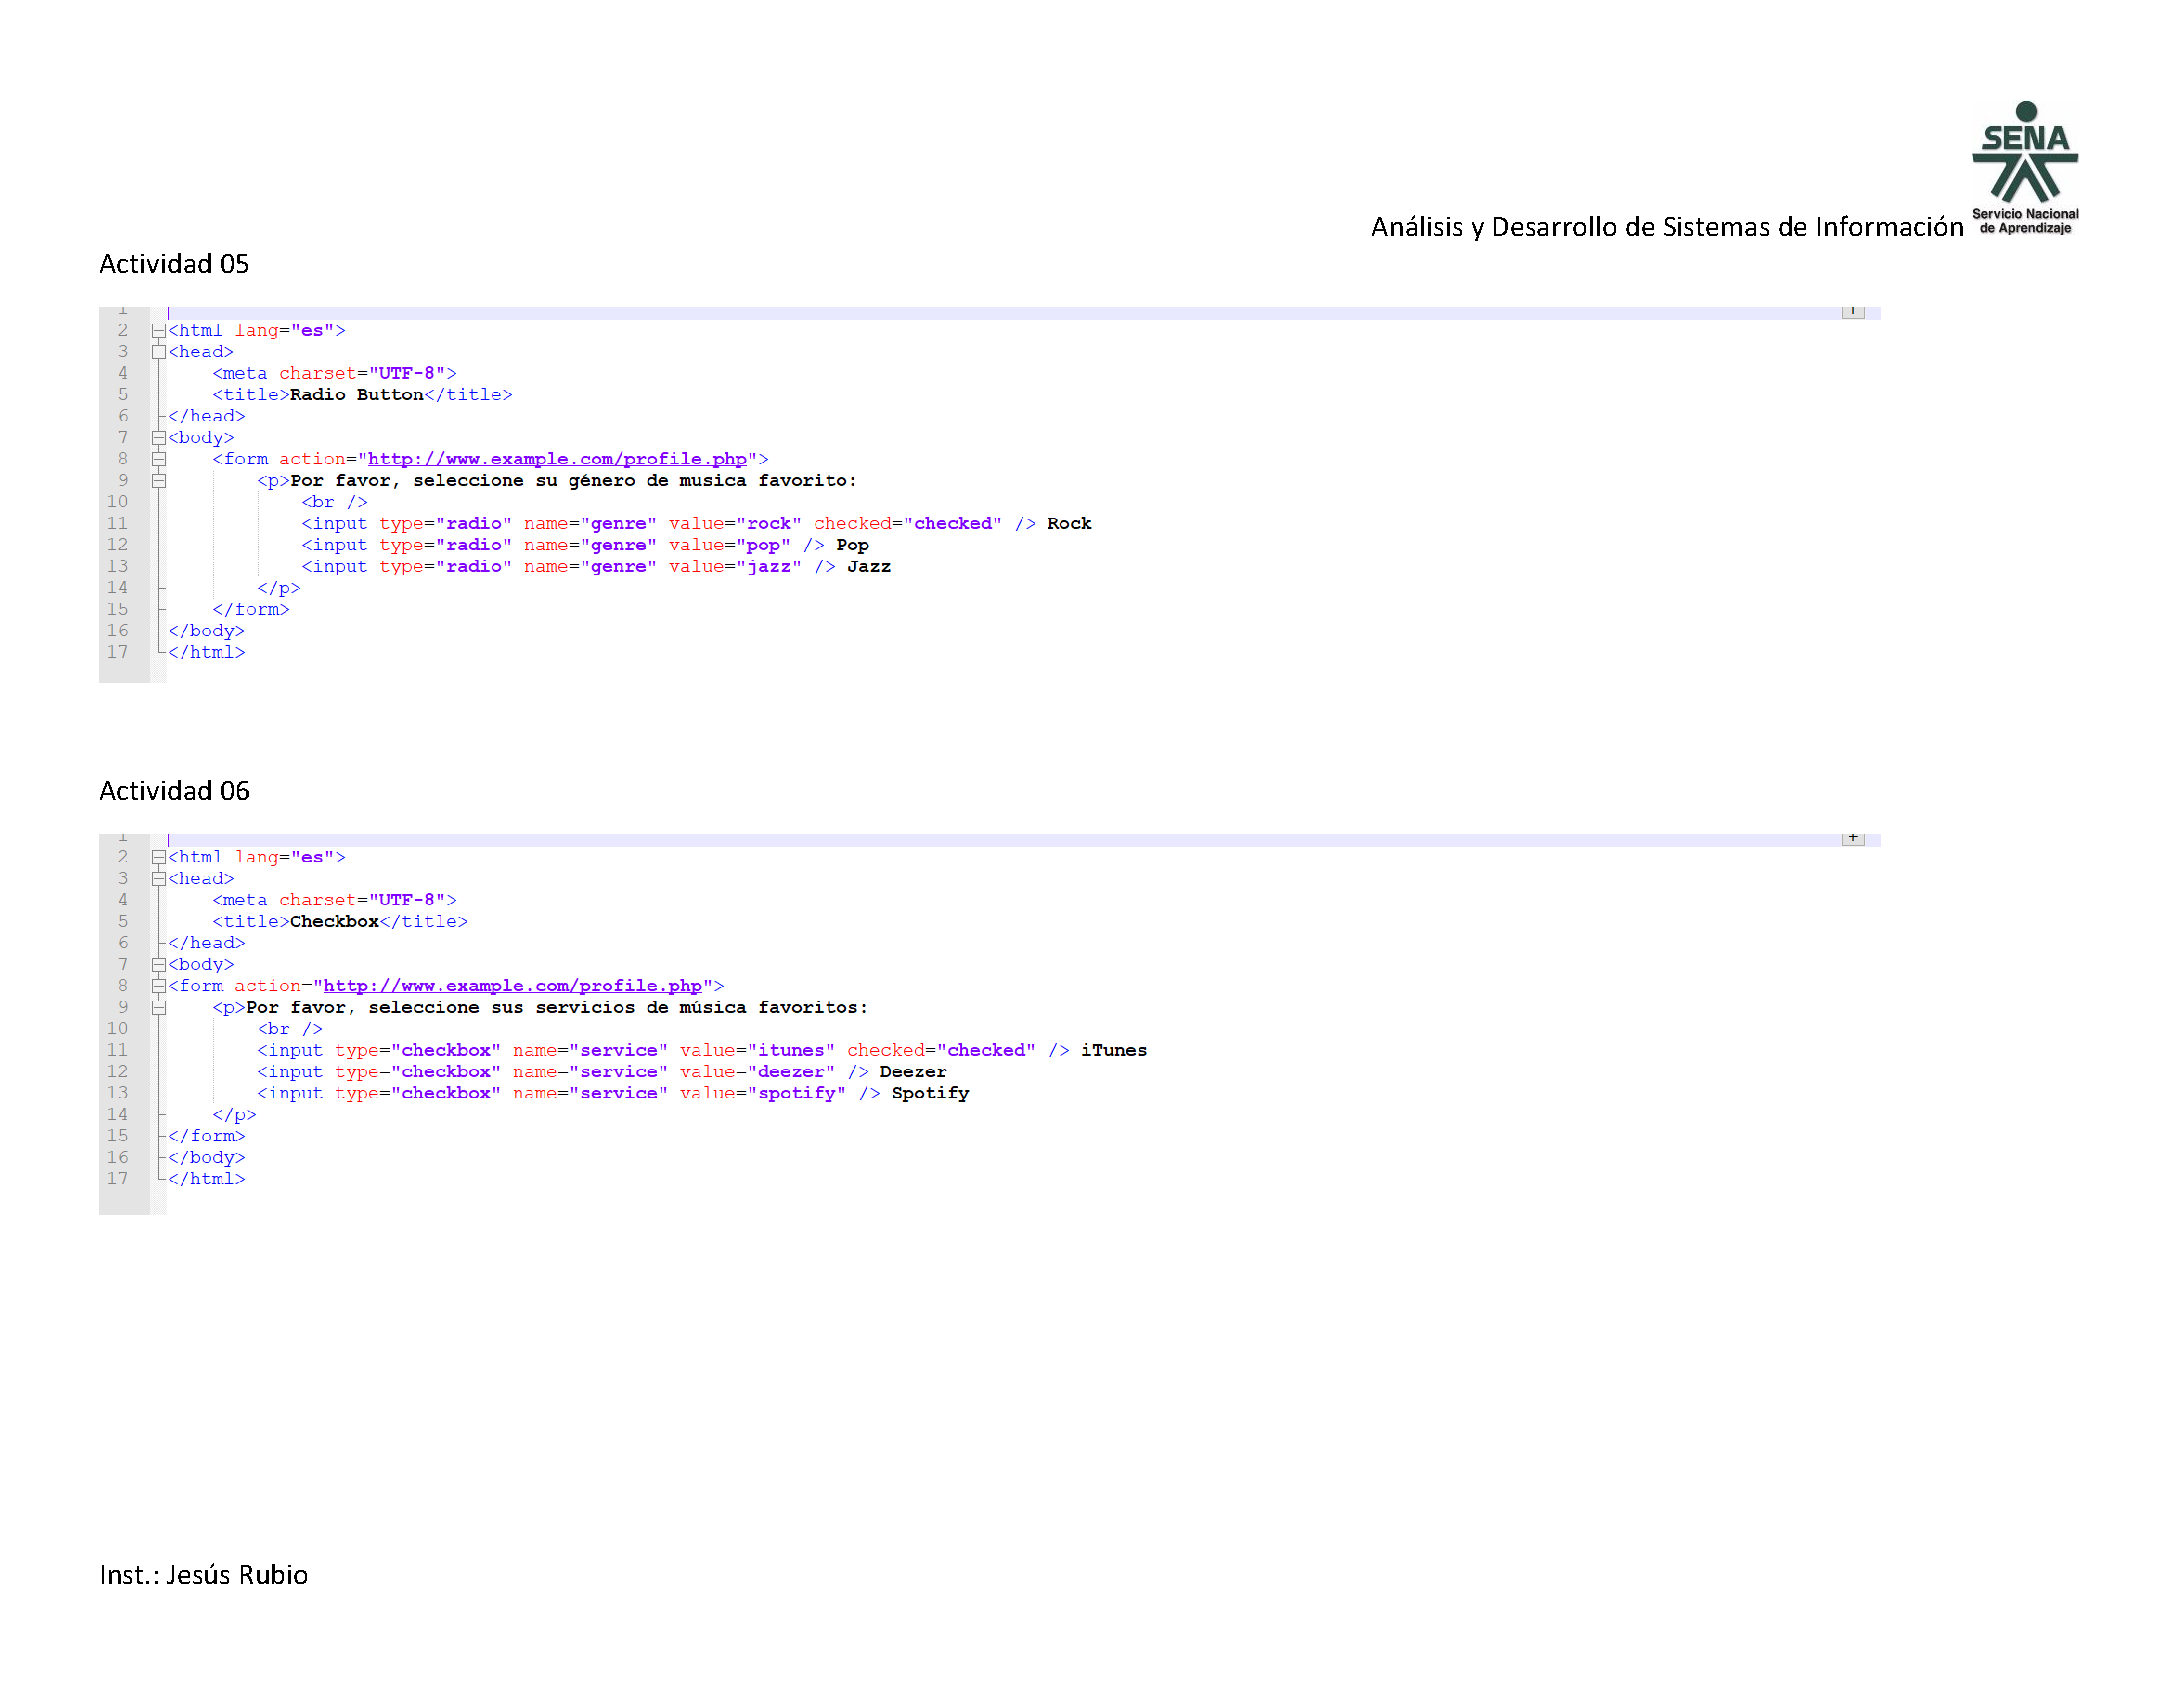 SENA
Servicio Nacional
de Aprendizaje
Análisis y Desarrollo de Sistemas de Información
Actividad 05
1
2 <html lang="es">
3 <head>
4 <meta charset="UTF-8">
5 <title>Radio Button</title>
6 </head>
7 <body>
8 <form action="http://www.example.com/profile.php">
9 <p>Por favor, seleccione su género de musica favorito:
10 <br />
11 <input type="radio" name="genre" value="rock" checked="checked" /> Rock
12 <input type="radio" name="genre" value="pop" /> Pop
13 <input type="radio" name="genre" value="jazz" /> Jazz
14 </p>
15 </form>
16 </body>
17 </html>
Actividad 06
1
2 <html lang="es">
3 <head>
4 <meta charset="UTF-8">
5 <title>Checkbox</title>
6 </head>
7 <body>
8 <form action="http://www.example.com/profile.php">
9 <p>Por favor, seleccione sus servicios de música favoritos:
10 <br />
11 <input type="checkbox" name="service" value="itunes" checked="checked" /> iTunes
12 <input type="checkbox" name="service" value="deezer" /> Deezer
13 <input type="checkbox" name="service" value="spotify" /> Spotify
14 </p>
15 </form>
16 </body>
17 </html>
Inst.: Jesús Rubio